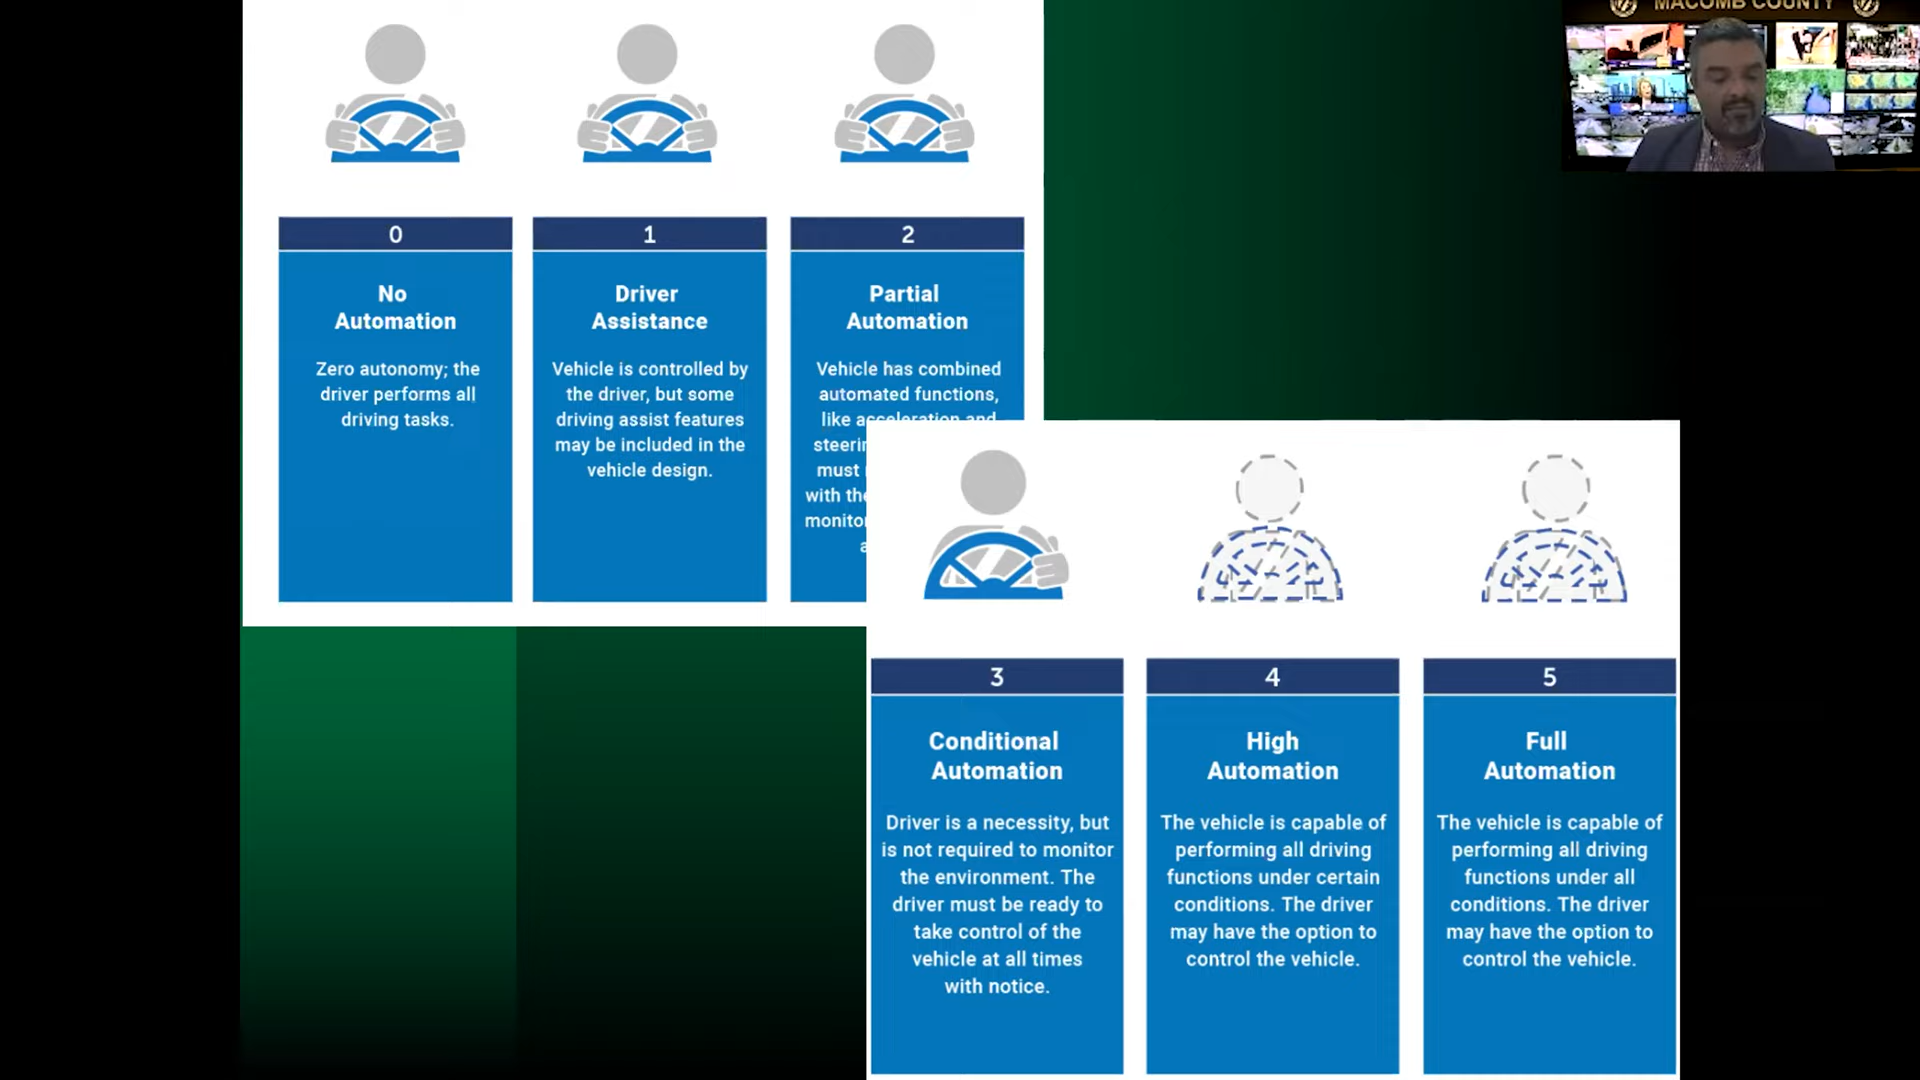 MACOMB COUNTY
0
No
Automation
Zero autonomy; the
driver performs all
driving tasks.
1
Driver
Assistance
Vehicle is controlled by
the driver, but some
driving assist features
may be included in the
vehicle design.
2
Partial
Automation
Vehicle has combined
automated functions,
like acceleration and
must
with the
3
Conditional
Automation
Driver is a necessity, but
is not required to monitor
the environment. The
driver must be ready to
take control of the
vehicle at all times
with notice.
4
High
Automation
The vehicle is capable of
performing all driving
functions under certain
conditions. The driver
may have the option to
control the vehicle.
5
Full
Automation
The vehicle is capable of
performing all driving
functions under all
conditions. The driver
may have the option to
control the vehicle.